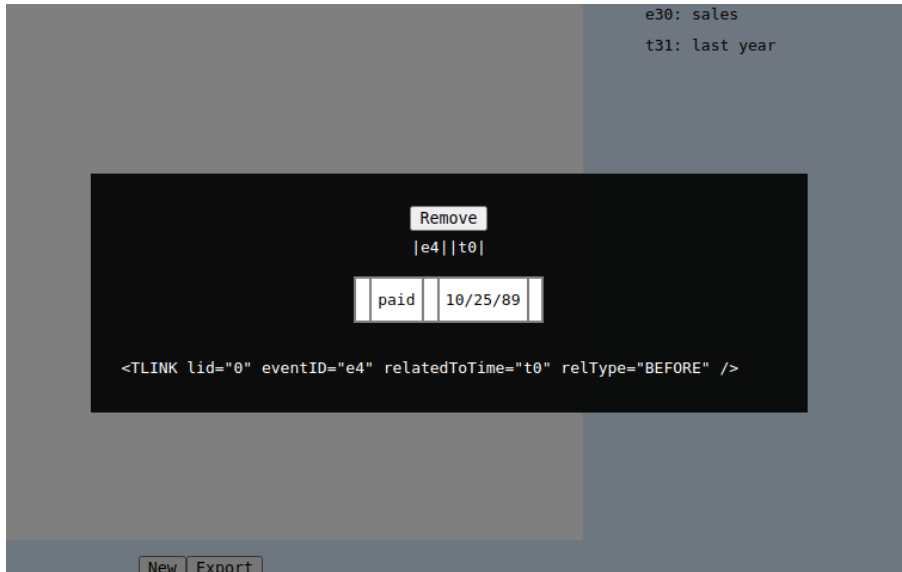 e30: sales
t31: last year
Remove
|e4||t0|
paid 10/25/89
<TLINK lid="0" eventID="e4" relatedToTime="t0" relType="BEFORE" />
New Export